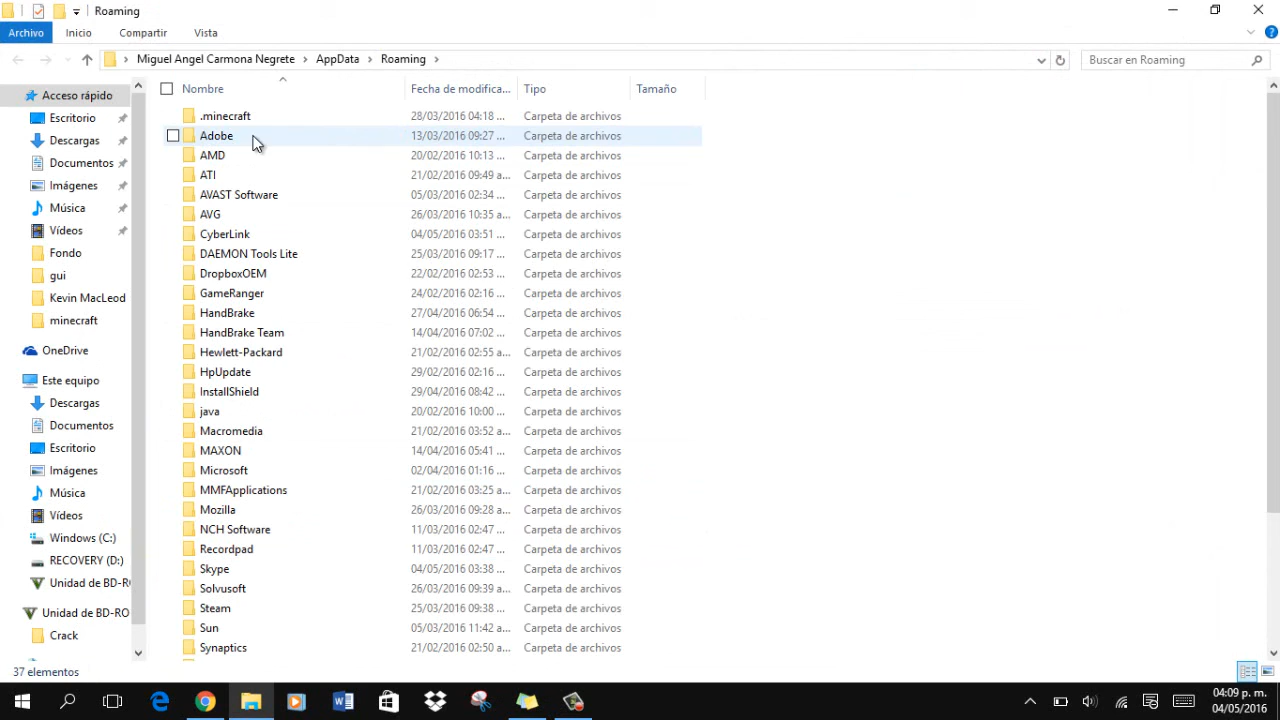 Roaming
Archivo Inicio Compartir Vista
Miguel Angel Carmona Negrete AppData Roaming Buscar en Roaming
Acceso rápido
Escritorio
Descargas
Documentos
Imágenes
Música
Vídeos
Fondo
gui
Kevin MacLeod
minecraft
OneDrive
Este equipo
Descargas
Documentos
Escritorio
Imágenes
Música
Vídeos
Windows (C:)
RECOVERY (D:)
Unidad de BD-RO
Unidad de BD-RO
Crack
Nombre Fecha de modifica... Tipo Tamaño
.minecraft 28/03/2016 04:18 ... Carpeta de archivos
Adobe 13/03/2016 09:27 ... Carpeta de archivos
AMD 20/02/2016 10:13 ... Carpeta de archivos
ATI 21/02/2016 09:49 a... Carpeta de archivos
AVAST Software 05/03/2016 02:34 ... Carpeta de archivos
AVG 26/03/2016 10:35 a... Carpeta de archivos
CyberLink 04/05/2016 03:51 ... Carpeta de archivos
DAEMON Tools Lite 25/03/2016 09:17 ... Carpeta de archivos
DropboxOEM 22/02/2016 02:53 ... Carpeta de archivos
GameRanger 24/02/2016 02:16 ... Carpeta de archivos
HandBrake 27/04/2016 06:54 ... Carpeta de archivos
HandBrake Team 14/04/2016 07:02 ... Carpeta de archivos
Hewlett-Packard 21/02/2016 02:55 ... Carpeta de archivos
HpUpdate 29/02/2016 02:16 ... Carpeta de archivos
InstallShield 29/04/2016 08:42 ... Carpeta de archivos
java 20/02/2016 10:00 ... Carpeta de archivos
Macromedia 21/02/2016 03:52 ... Carpeta de archivos
MAXON 14/04/2016 05:41 ... Carpeta de archivos
Microsoft 02/04/2016 01:16 ... Carpeta de archivos
MMFApplications 21/02/2016 03:25 ... Carpeta de archivos
Mozilla 26/03/2016 09:28 ... Carpeta de archivos
NCH Software 11/03/2016 02:47 ... Carpeta de archivos
Recordpad 11/03/2016 02:47 ... Carpeta de archivos
Skype 04/05/2016 03:38 ... Carpeta de archivos
Solvusoft 26/03/2016 09:39 ... Carpeta de archivos
Steam 25/03/2016 09:38 ... Carpeta de archivos
Sun 05/03/2016 11:42 a... Carpeta de archivos
Synaptics 21/02/2016 02:50 ... Carpeta de archivos
37 elementos
04:09 p. m.
04/05/2016